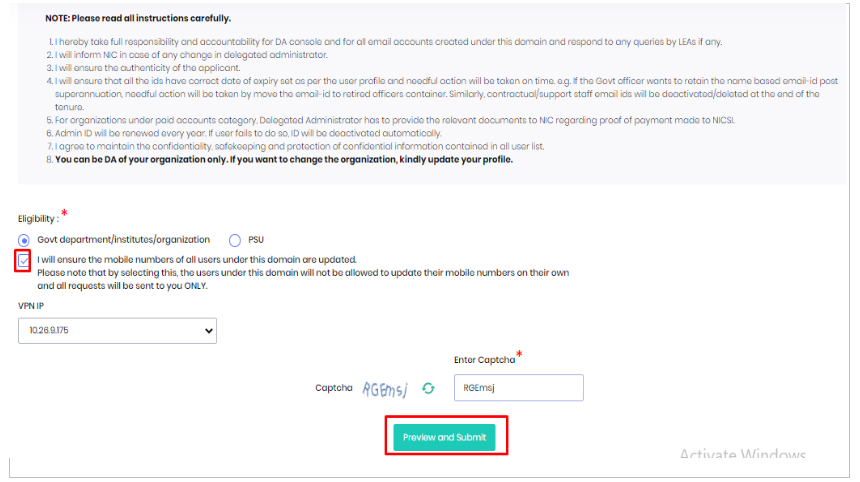 NOTE: Please read all instructions carefully.
1. I hereby take full responsibility and accountability for DA console and for all email accounts created under this domain and respond to any queries by LEAs if any.
2. I will inform NIC in case of any change in delegated administrator.
3. I will ensure the authenticity of the applicant.
4. I will ensure that all the ids have correct date of expiry set as per the user profile and needful action will be taken on time. e.g. If the Govt officer wants to retain the name based email-id post
superannuation, needful action will be taken by move the email-id to retired officers container. Similarly, contractual/support staff email ids will be deactivated/deleted at the end of the
tenure.
5. For organizations under paid accounts category, Delegated Administrator has to provide the relevant documents to NIC regarding proof of payment made to NICSI.
6. Admin ID will be renewed every year. If user fails to do so, ID will be deactivated automatically.
7. I agree to maintain the confidentiality, safekeeping and protection of confidential information contained in all user list.
8. You can be DA of your organization only. If you want to change the organization, kindly update your profile.
Eligibility : *
Govt department/institutes/organization PSU
I will ensure the mobile numbers of all users under this domain are updated.
Please note that by selecting this, the users under this domain will not be allowed to update their mobile numbers on their own
and all requests will be sent to you ONLY.
VPN IP
10.26.9.175
Enter Captcha *
Captcha RGEmsj RGEmsj
Preview and Submit
Activate Windows